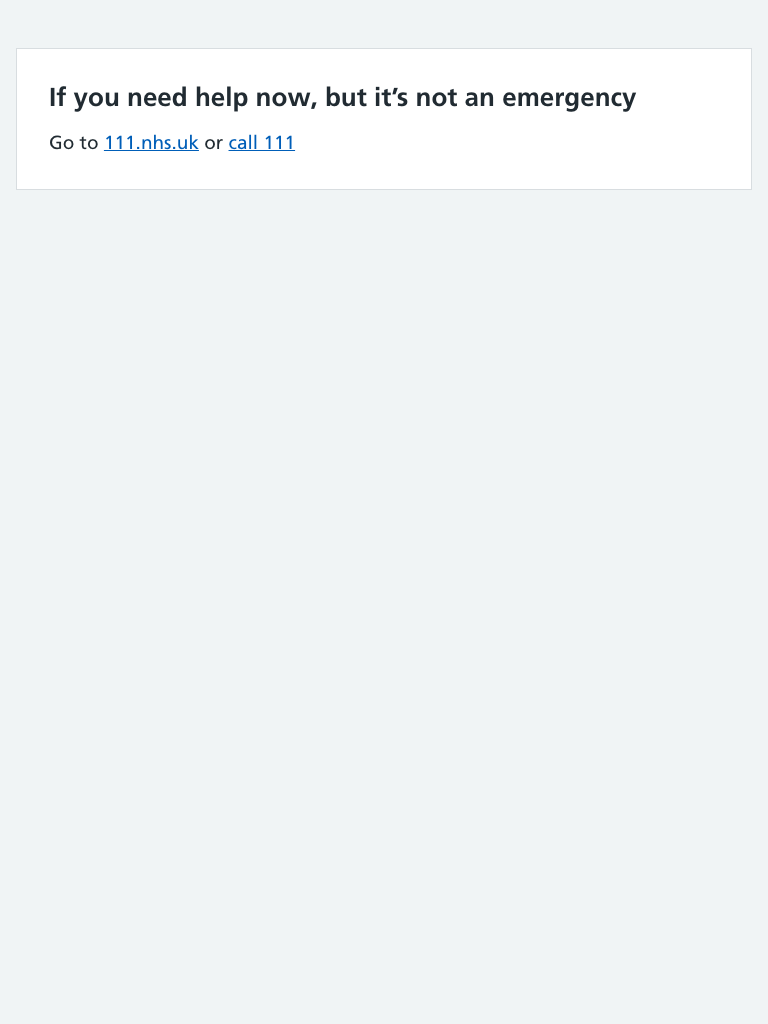 If you need help now, but it’s not an emergency
Go to 111.nhs.uk or call 111